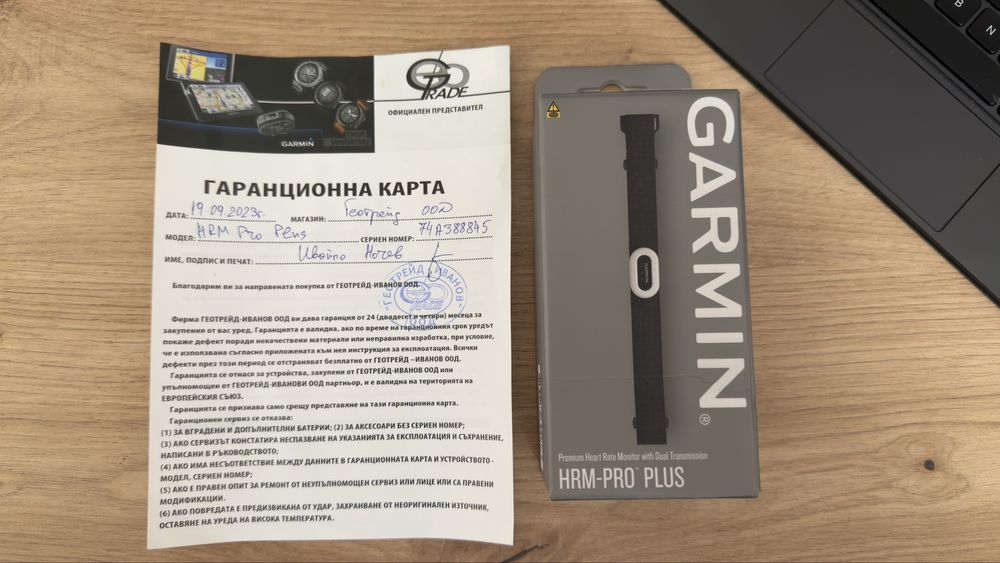 GEO
TRADE
ОФИЦИАЛЕН ПРЕДСТАВИТЕЛ
GARMIN
ГАРАНЦИОННА КАРТА
ДАТА: 19.09.2023г. МАГАЗИН: Геотрейд ООД
МОДЕЛ: HRM Pro Plus СЕРИЕН НОМЕР: 74A388845
ИМЕ, ПОДПИС И ПЕЧАТ: Ивайло Ночев
Благодарим ви за направената покупка от ГЕОТРЕЙД-ИВАНОВ ООД.
"ГЕОТРЕЙД - ИВАНОВ"
GEO
TRADE
ООД
Фирма ГЕОТРЕЙД-ИВАНОВ ООД ви дава гаранция от 24 (двадесет и четири) месеца за
закупения от вас уред. Гаранцията е валидна, ако по време на гаранционния срок уредът
покаже дефект поради некачествени материали или неправилна изработка, при условие,
че е използвана съгласно приложената към нея инструкция за експлоатация. Всички
дефекти през този период се отстраняват безплатно от ГЕОТРЕЙД –ИВАНОВ ООД.
Гаранцията се отнася за устройства, закупени от ГЕОТРЕЙД-ИВАНОВ ООД или
упълномощен от ГЕОТРЕЙД-ИВАНОВИ ООД партньор, и е валидна на територията на
ЕВРОПЕЙСКИЯ СЪЮЗ.
Гаранцията се признава само срещу представяне на тази гаранционна карта.
Гаранционен сервиз се отказва:
(1) ЗА ВГРАДЕНИ И ДОПЪЛНИТЕЛНИ БАТЕРИИ; (2) ЗА АКСЕСОАРИ БЕЗ СЕРИЕН НОМЕР;
(3) АКО СЕРВИЗЪТ КОНСТАТИРА НЕСПАЗВАНЕ НА УКАЗАНИЯТА ЗА ЕКСПЛОАТАЦИЯ И СЪХРАНЕНИЕ,
НАПИСАНИ В РЪКОВОДСТВОТО;
(4) АКО ИМА НЕСЪОТВЕТСТВИЕ МЕЖДУ ДАННИТЕ В ГАРАНЦИОННАТА КАРТА И УСТРОЙСТВОТО -
МОДЕЛ, СЕРИЕН НОМЕР;
(5) АКО Е ПРАВЕН ОПИТ ЗА РЕМОНТ ОТ НЕУПЪЛНОМОЩЕН СЕРВИЗ ИЛИ ЛИЦЕ ИЛИ СА ПРАВЕНИ
МОДИФИКАЦИИ.
(6) АКО ПОВРЕДАТА Е ПРЕДИЗВИКАНА ОТ УДАР, ЗАХРАНВАНЕ ОТ НЕОРИГИНАЛЕН ИЗТОЧНИК,
ОСТАВЯНЕ НА УРЕДА НА ВИСОКА ТЕМПЕРАТУРА.
GARMIN®
GARMIN
Premium Heart Rate Monitor with Dual Transmission
HRM-PRO™ PLUS
B
N